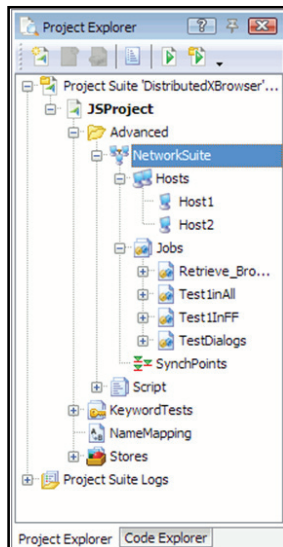 Project Explorer
Project Suite 'DistributedXBrowser'...
JSProject
Advanced
NetworkSuite
Hosts
Host1
Host2
Jobs
Retrieve_Bro...
Test1inAll
Test1InFF
TestDialogs
SynchPoints
Script
KeywordTests
NameMapping
Stores
Project Suite Logs
Project Explorer Code Explorer